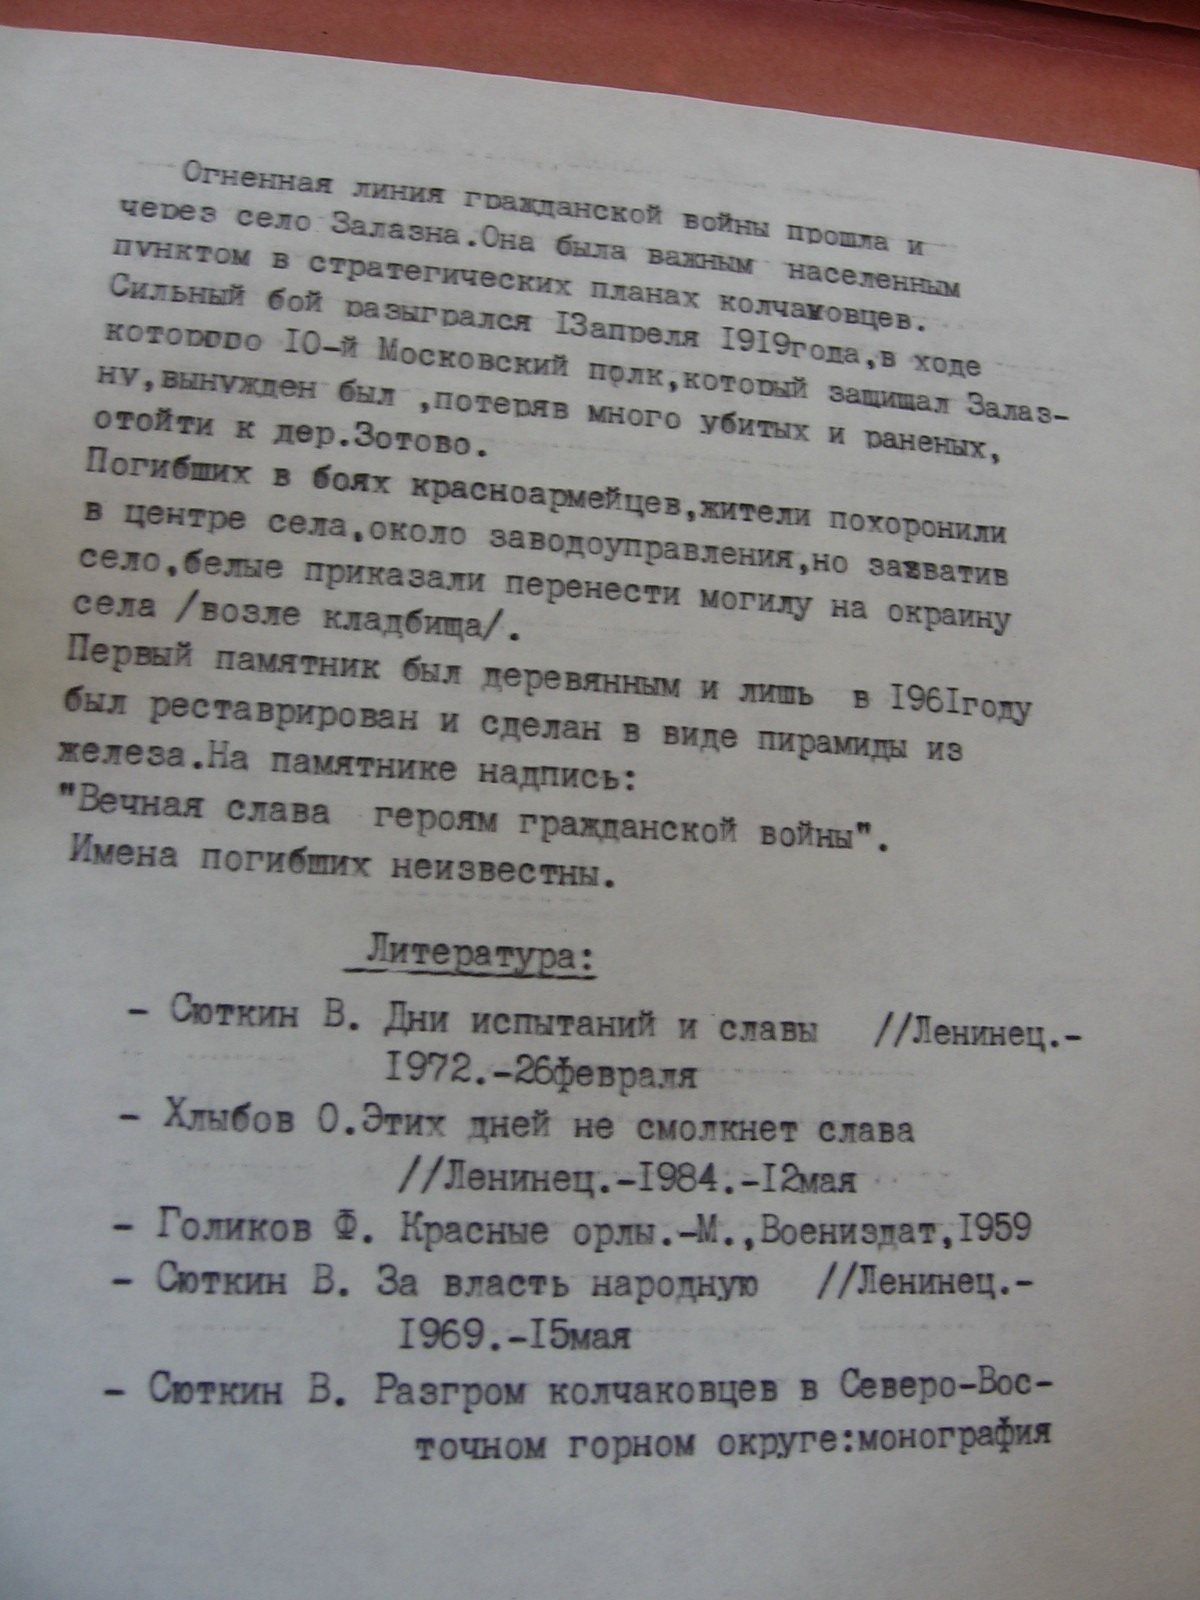 Огненная линия гражданской войны прошла и
через село Залазна.Она была важным населенным
пунктом в стратегических планах колчаковцев.
Сильный бой разыгрался I3апреля I9I9года,в ходе
которого IO-й Московский полк,который защищал Залаз-
ну,вынужден был ,потеряв много убитых и раненых,
отойти к дер.Зотово.
Погибших в боях красноармейцев,жители похоронили
в центре села,около заводоуправления,но захватив
село,белые приказали перенести могилу на окраину
села /возле кладбища/.
Первый памятник был деревянным и лишь в I96Iгоду
был реставрирован и сделан в виде пирамиды из
железа.На памятнике надпись:
"Вечная слава героям гражданской войны".
Имена погибших неизвестны.
Литература:
- Сюткин В. Дни испытаний и славы //Ленинец.-
I972.-26февраля
- Хлыбов О.Этих дней не смолкнет слава
//Ленинец.-I984.-I2мая
- Голиков Ф. Красные орлы.-М.,Воениздат,I959
- Сюткин В. За власть народную //Ленинец.-
I969.-I5мая
- Сюткин В. Разгром колчаковцев в Северо-Вос-
точном горном округе:монография